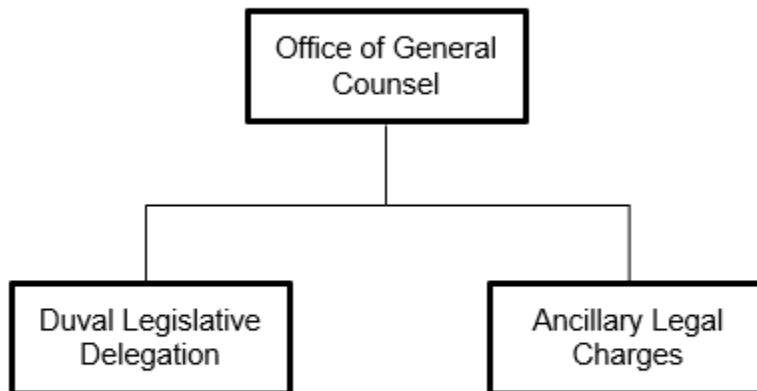 Office of General
Counsel
Duval Legislative
Delegation
Ancillary Legal
Charges